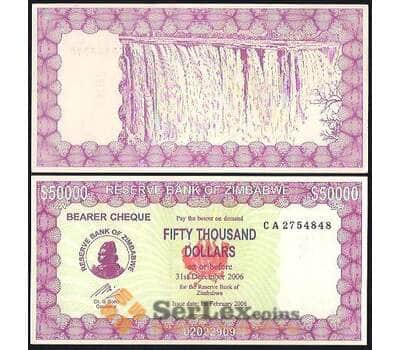 $50000 RESERVE BANK OF ZIMBABWE $50000
BEARER CHEQUE
Pay the bearer on demand
CA2754848
FIFTY THOUSAND
DOLLARS
on or before
31st December 2006
for the Reserve Bank of
Zimbabwe
RESERVE BANK OF ZIMBABWE
Issue date: February 2006
SerLexcoins
02022909